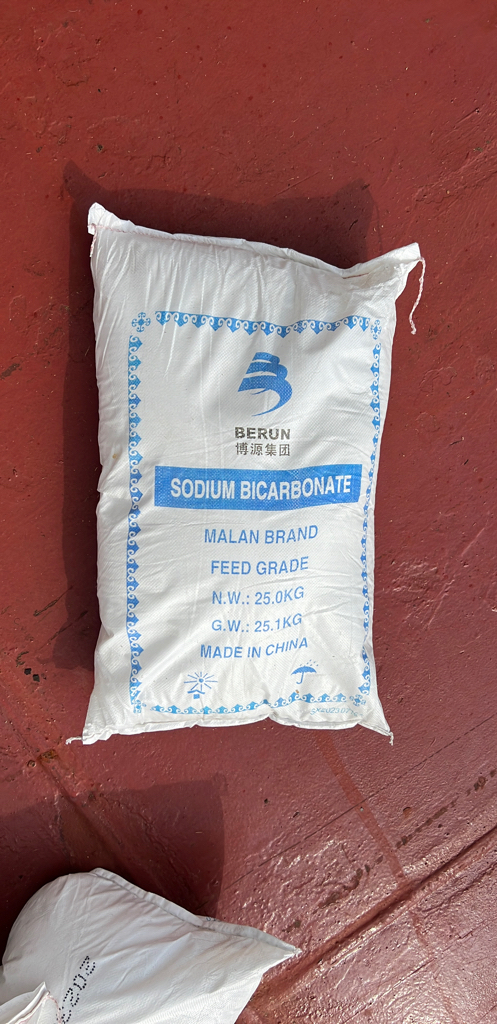 BERUN
博源集团
SODIUM BICARBONATE
MALAN BRAND
FEED GRADE
N.W.: 25.0KG
G.W.: 25.1KG
MADE IN CHINA